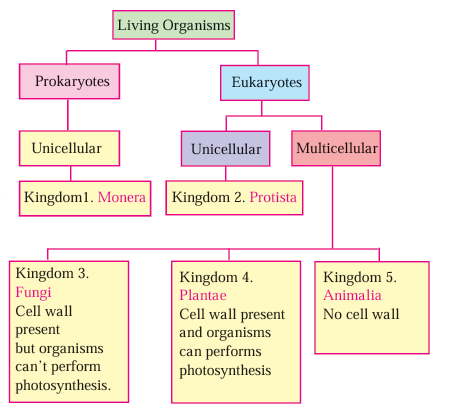 Living Organisms
Prokaryotes
Eukaryotes
Unicellular
Unicellular
Multicellular
Kingdom1. Monera
Kingdom 2. Protista
Kingdom 3.
Fungi
Cell wall
present
but organisms
can't perform
photosynthesis.
Kingdom 4.
Plantae
Cell wall present
and organisms
can performs
photosynthesis
Kingdom 5.
Animalia
No cell wall